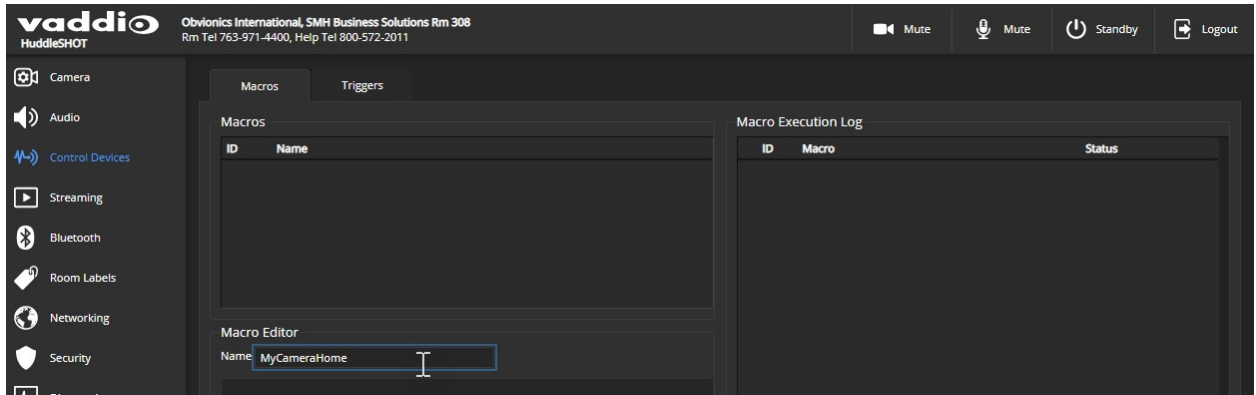 vaddio
HuddleSHOT
Obvionics International, SMH Business Solutions Rm 308
Rm Tel 763-971-4400, Help Tel 800-572-2011
Mute
Mute
Standby
Logout
Camera
Audio
Control Devices
Streaming
Bluetooth
Room Labels
Networking
Security
Macros
Triggers
Macros
ID Name
Macro Editor
Name MyCameraHome
Macro Execution Log
ID Macro Status